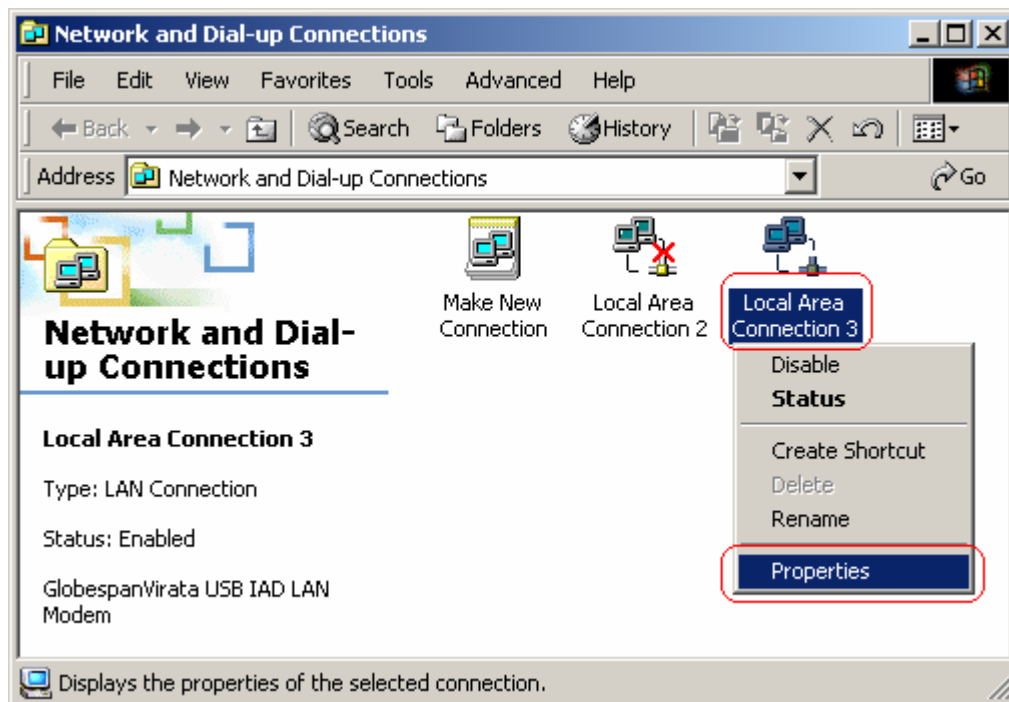 Network and Dial-up Connections
File Edit View Favorites Tools Advanced Help
Back Search Folders History
Address Network and Dial-up Connections Go
Make New
Connection
Local Area
Connection 2
Local Area
Connection 3
Network and Dial-
up Connections
Local Area Connection 3
Type: LAN Connection
Status: Enabled
GlobespanVirata USB IAD LAN
Modem
Disable
Status
Create Shortcut
Delete
Rename
Properties
Displays the properties of the selected connection.